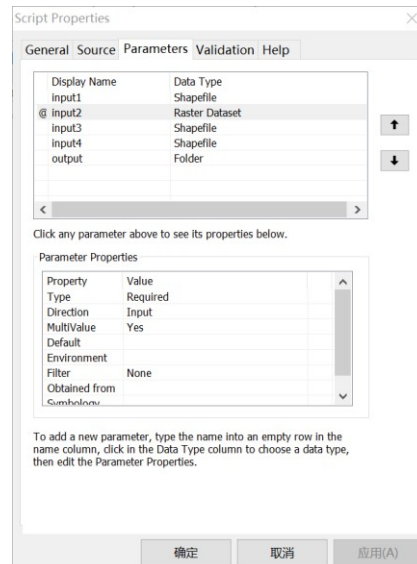 Script Properties
General Source Parameters Validation Help
Display Name Data Type
input1 Shapefile
@ input2 Raster Dataset
input3 Shapefile
input4 Shapefile
output Folder
Click any parameter above to see its properties below.
Parameter Properties
Property Value
Type Required
Direction Input
MultiValue Yes
Default
Environment
Filter None
Obtained from
Symbology
To add a new parameter, type the name into an empty row in the
name column, click in the Data Type column to choose a data type,
then edit the Parameter Properties.
确定 取消 应用(A)